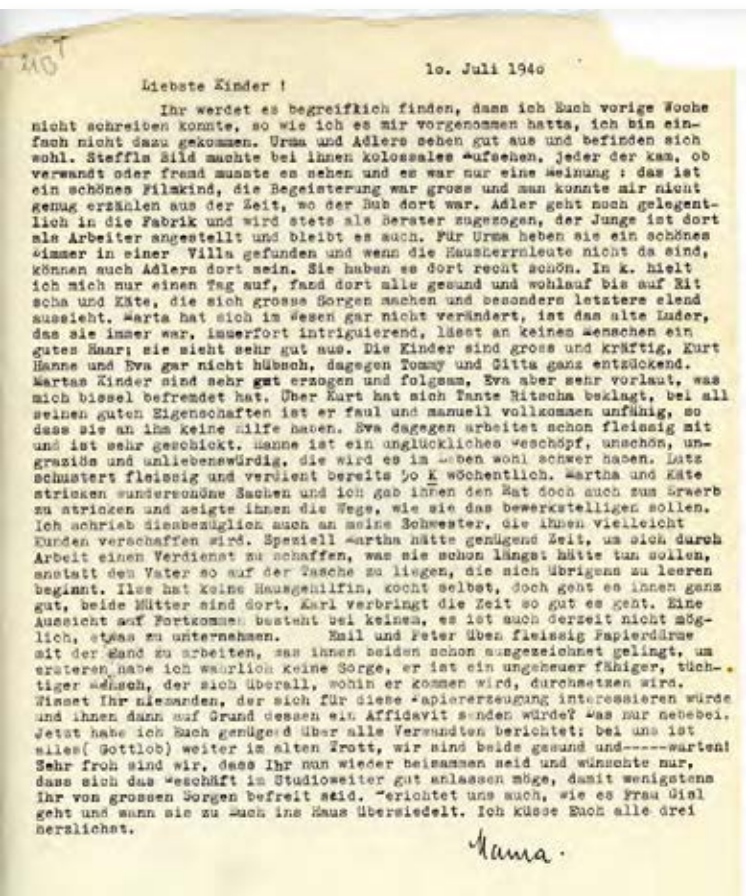 10. Juli 1940
Liebste Kinder !
Ihr werdet es begreifkich finden, dass ich Euch vorige Woche
nicht schreiben konnte, so wie ich es mir vorgenommen hatta, ich bin ein-
fach nicht dazu gekommen. Urma und Adlers sehen gut aus und befinden sich
wohl. Steffls Bild machte bei ihnen kolossales Aufsehen, jeder der kam, ob
verwandt oder fremd musste es sehen und es war nur eine Meinung : das ist
ein schönes Filmkind, die Begeisterung war gross und man konnte mir nicht
genug erzählen aus der Zeit, wo der Bub dort war. Adler geht noch gelegent-
lich in die Fabrik und wird stets als Berater zugezogen, der Junge ist dort
als Arbeiter angestellt und bleibt es auch. Für Urma heben sie ein schönes
Zimmer in einer Villa gefunden und wenn die Hausherrnleute nicht da sind,
können auch Adlers dort sein. Sie haben es dort recht schön. In k. hielt
ich mich nur einen Tag auf, fand dort alle gesund und wohlauf bis auf Rit
scha und Käte, die sich grosse Sorgen machen und besonders letztere elend
aussieht. Marta hat sich im Wesen gar nicht verändert, ist das alte Luder,
das sie immer war, immerfort intriguierend, lässt an keinem Menschen ein
gutes Haar; sie sieht sehr gut aus. Die Kinder sind gross und kräftig, Kurt
Hanne und Eva gar nicht hübsch, dagegen Tommy und Gitta ganz entzückend.
Martas Kinder sind sehr gut erzogen und folgsam, Eva aber sehr vorlaut, was
mich bissel befremdet hat. Über Kurt hat sich Tante Ritscha beklagt, bei all
seinen guten Eigenschaften ist er faul und manuell vollkommen unfähig, so
dass sie an ihm keine Hilfe haben. Eva dagegen arbeitet schon fleissig mit
und ist sehr geschickt. Hanne ist ein unglückliches Geschöpf, unschön, un-
graziös und unliebenswürdig, die wird es im Leben wohl schwer haben. Lutz
schustert fleissig und verdient bereits 50 K wöchentlich. Martha und Käte
stricken wunderschöne Sachen und ich gab ihnen den Rat doch auch zum Erwerb
zu stricken und zeigte ihnen die Wege, wie sie das bewerkstelligen sollen.
Ich schrieb diesbezüglich auch an meine Schwester, die ihnen vielleicht
Kunden verschaffen wird. Speziell Martha hätte genügend Zeit, um sich durch
Arbeit einen Verdienst zu schaffen, was sie schon längst hätte tun sollen,
anstatt dem Vater so auf der Tasche zu liegen, die sich übrigens zu leeren
beginnt. Ilse hat keine Hausgehilfin, kocht selbst, doch geht es ihnen ganz
gut, beide Mütter sind dort, Karl verbringt die Zeit so gut es geht. Eine
Aussicht auf Fortkommen besteht bei keinem, es ist auch derzeit nicht mög-
lich, etwas zu unternehmen. Emil und Peter üben fleissig Papierdärme
mit der Hand zu arbeiten, was ihnen beiden schon ausgezeichnet gelingt, um
ersteren habe ich wahrlich keine Sorge, er ist ein ungeheuer fähiger, tüch-
tiger Mensch, der sich überall, wohin er kommen wird, durchsetzen wird.
Wisset Ihr niemanden, der sich für diese Papiererzeugung interessieren würde
und ihnen dann auf Grund dessen ein Affidavit senden würde? Das nur nebebei.
Jetzt habe ich Euch genügend über alle Verwandten berichtet; bei uns ist
alles( Gottlob) weiter im alten Trott, wir sind beide gesund und-----warten!
Sehr froh sind wir, dass Ihr nun wieder beisammen seid und wünschte nur,
dass sich das Geschäft im Studioweiter gut anlassen möge, damit wenigstens
Ihr von grossen Sorgen befreit seid. Berichtet uns auch, wie es Frau Gisl
geht und wann sie zu Euch ins Haus übersiedelt. Ich küsse Euch alle drei
herzlichst.
Mama.